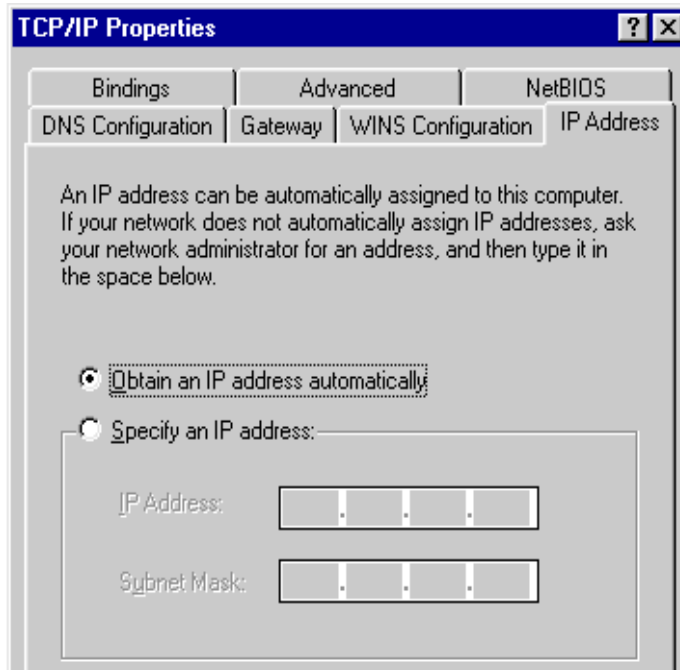 TCP/IP Properties
Bindings Advanced NetBIOS
DNS Configuration Gateway WINS Configuration IP Address
An IP address can be automatically assigned to this computer.
If your network does not automatically assign IP addresses, ask
your network administrator for an address, and then type it in
the space below.
Obtain an IP address automatically
Specify an IP address:
IP Address:
Subnet Mask: